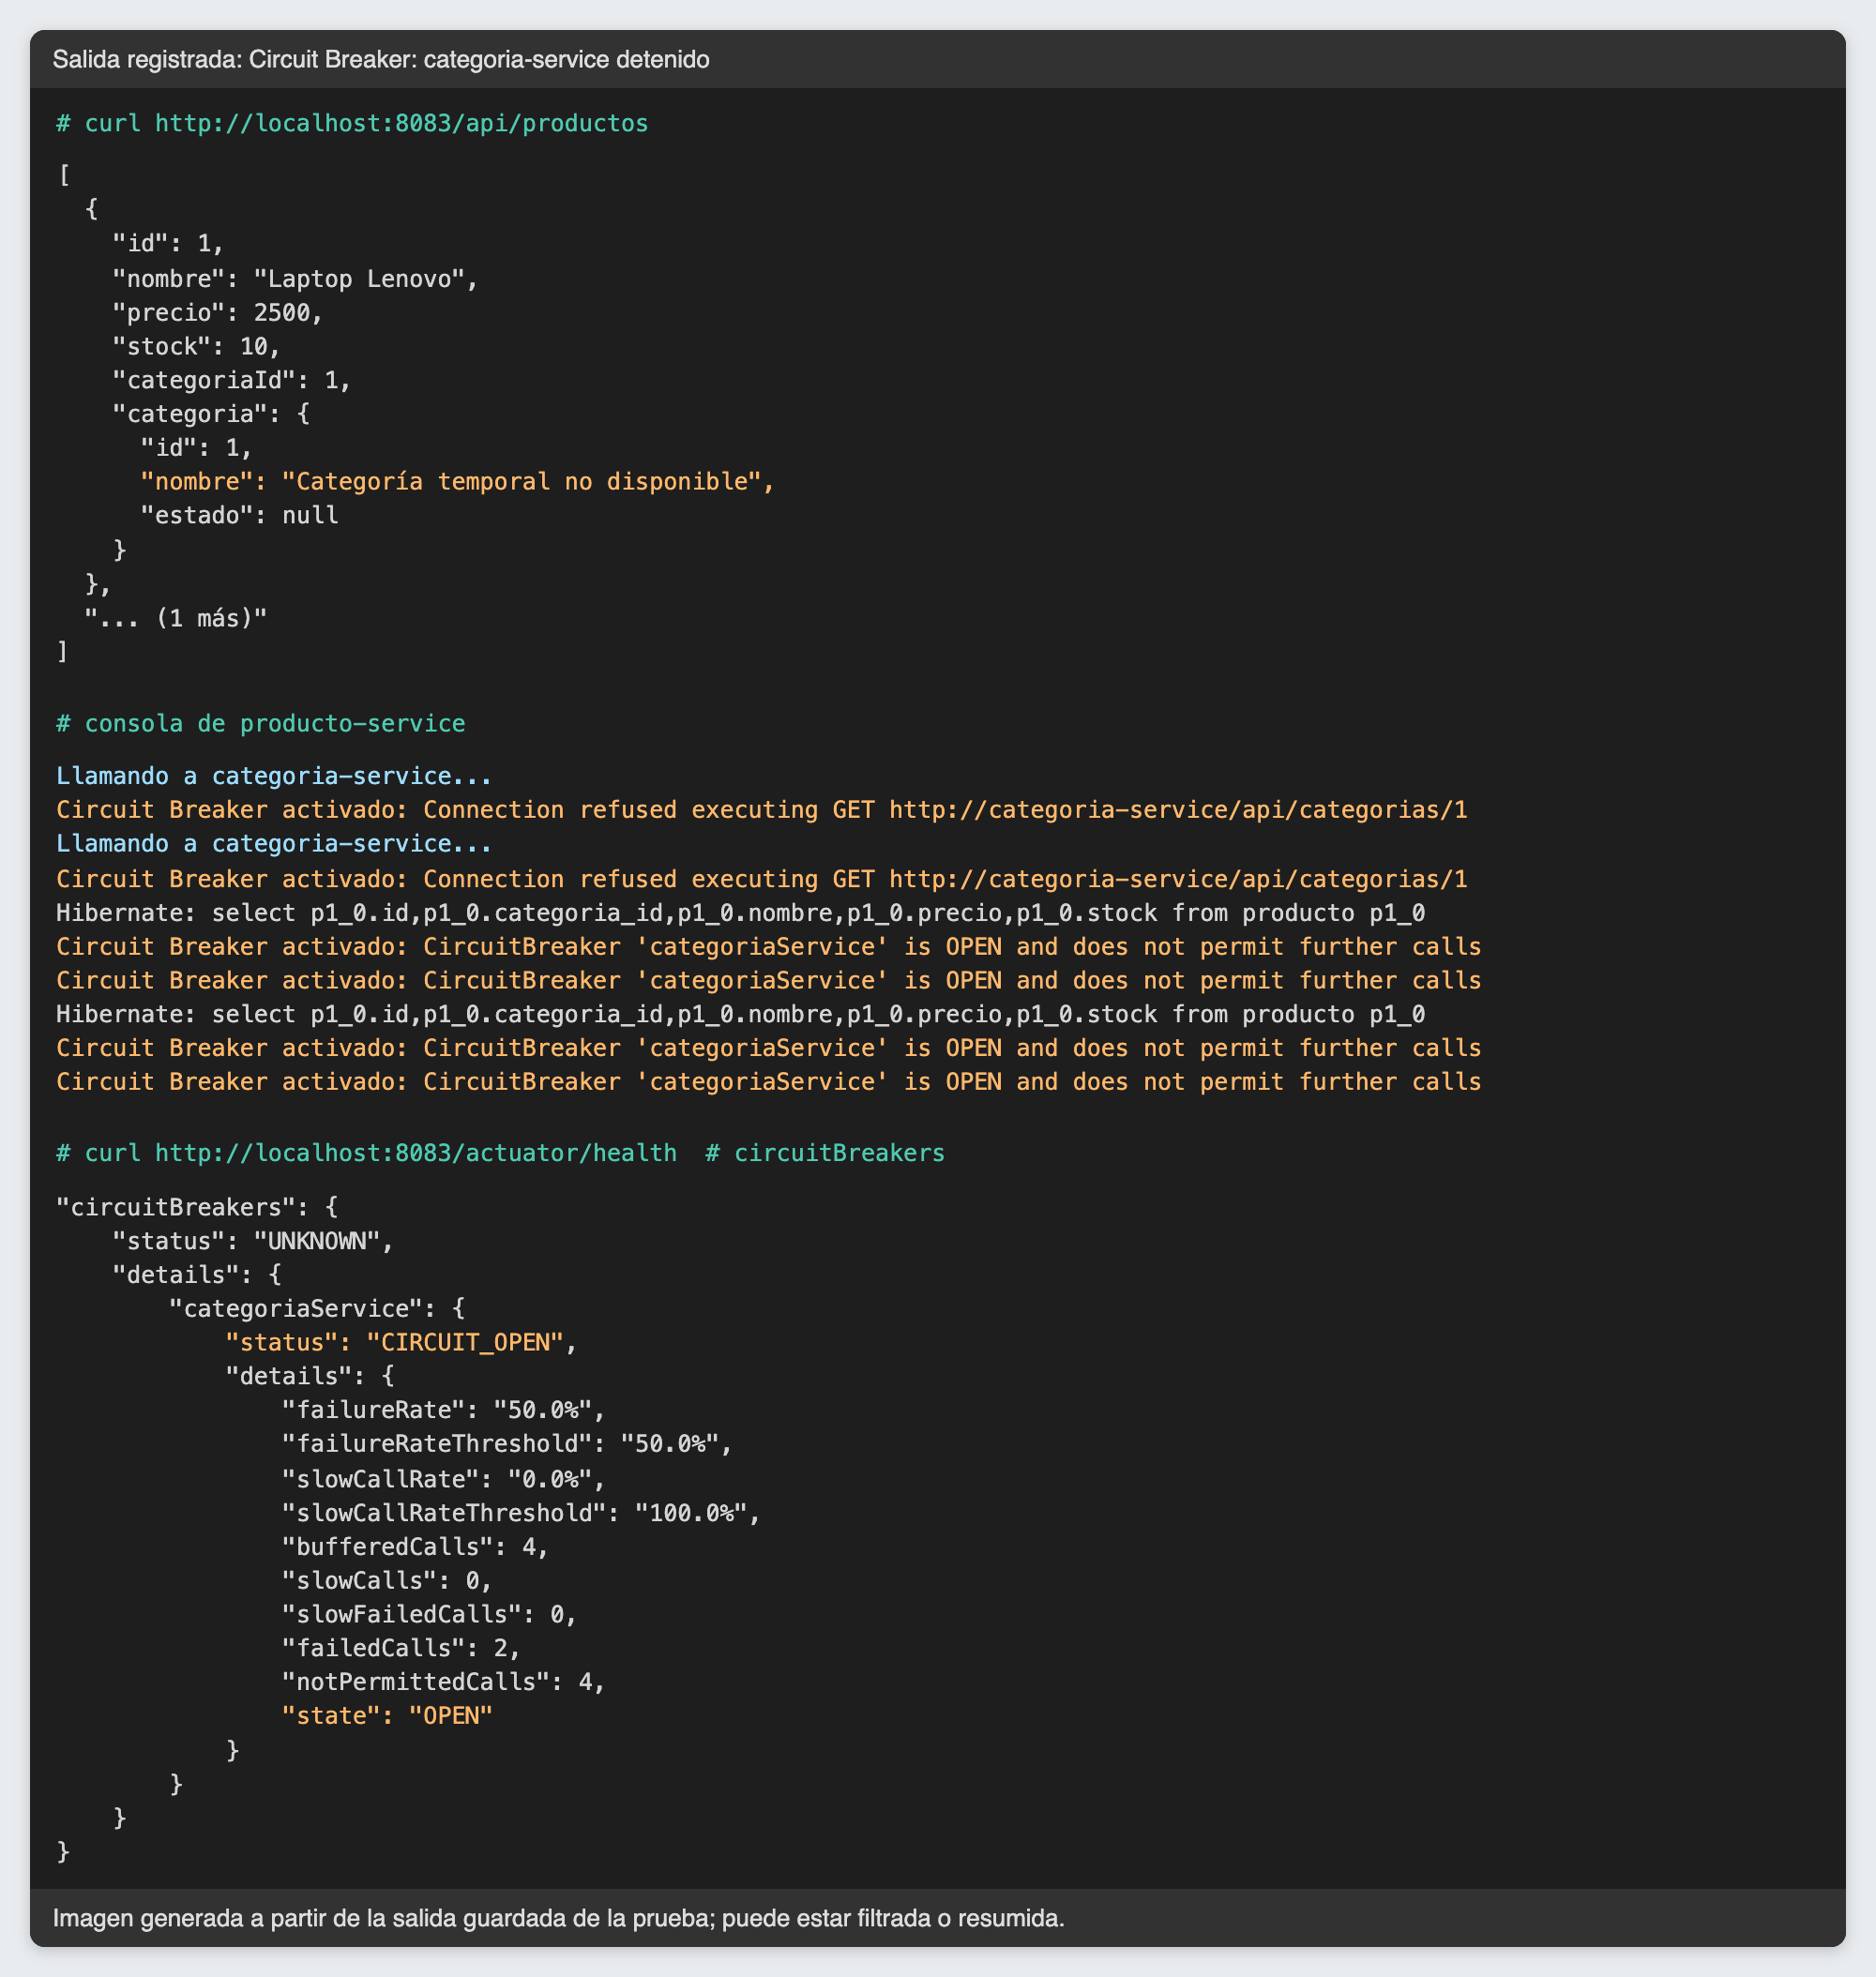 Salida registrada: Circuit Breaker: categoria-service detenido
# curl http://localhost:8083/api/productos
[
  {
    "id": 1,
    "nombre": "Laptop Lenovo",
    "precio": 2500,
    "stock": 10,
    "categoriaId": 1,
    "categoria": {
      "id": 1,
      "nombre": "Categoría temporal no disponible",
      "estado": null
    }
  },
  "... (1 más)"
]
# consola de producto-service
Llamando a categoria-service...
Circuit Breaker activado: Connection refused executing GET http://categoria-service/api/categorias/1
Llamando a categoria-service...
Circuit Breaker activado: Connection refused executing GET http://categoria-service/api/categorias/1
Hibernate: select p1_0.id,p1_0.categoria_id,p1_0.nombre,p1_0.precio,p1_0.stock from producto p1_0
Circuit Breaker activado: CircuitBreaker 'categoriaService' is OPEN and does not permit further calls
Circuit Breaker activado: CircuitBreaker 'categoriaService' is OPEN and does not permit further calls
Hibernate: select p1_0.id,p1_0.categoria_id,p1_0.nombre,p1_0.precio,p1_0.stock from producto p1_0
Circuit Breaker activado: CircuitBreaker 'categoriaService' is OPEN and does not permit further calls
Circuit Breaker activado: CircuitBreaker 'categoriaService' is OPEN and does not permit further calls
# curl http://localhost:8083/actuator/health  # circuitBreakers
"circuitBreakers": {
    "status": "UNKNOWN",
    "details": {
        "categoriaService": {
            "status": "CIRCUIT_OPEN",
            "details": {
                "failureRate": "50.0%",
                "failureRateThreshold": "50.0%",
                "slowCallRate": "0.0%",
                "slowCallRateThreshold": "100.0%",
                "bufferedCalls": 4,
                "slowCalls": 0,
                "slowFailedCalls": 0,
                "failedCalls": 2,
                "notPermittedCalls": 4,
                "state": "OPEN"
            }
        }
    }
}
Imagen generada a partir de la salida guardada de la prueba; puede estar filtrada o resumida.